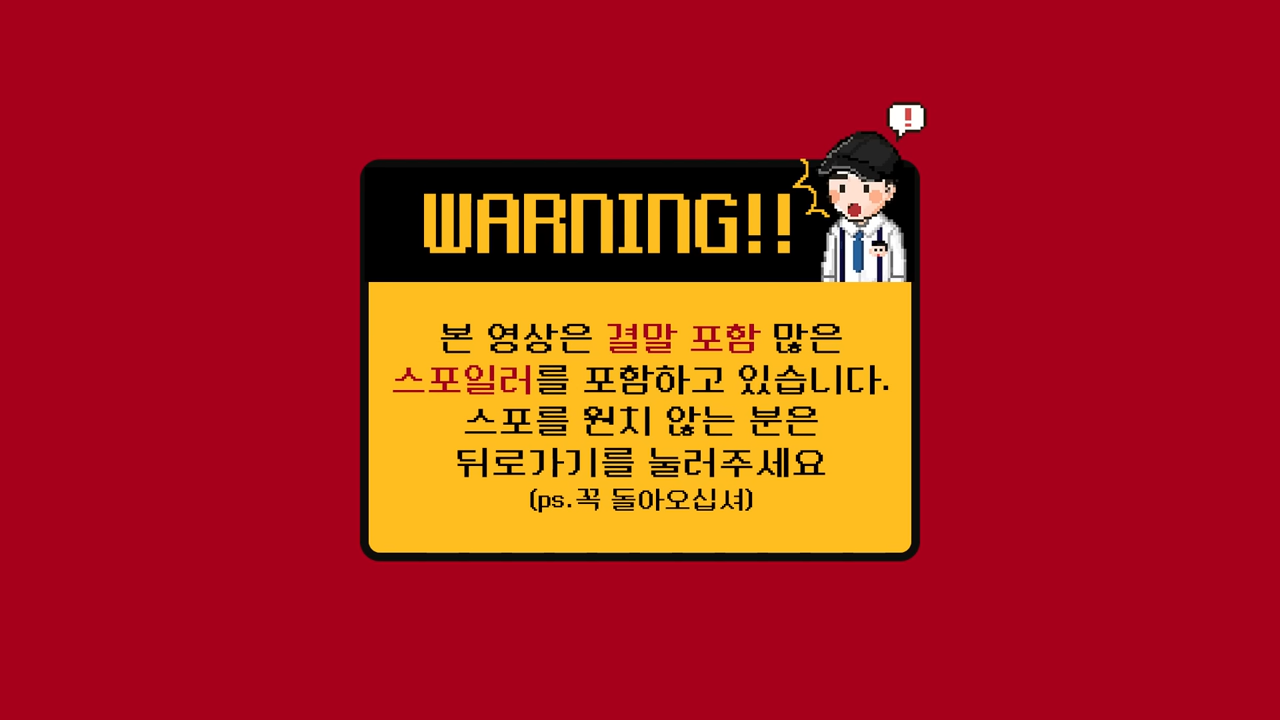 !
WARNING!!
본 영상은 결말 포함 많은
스포일러를 포함하고 있습니다.
스포를 원치 않는 분은
뒤로가기를 눌러주세요
(ps.꼭 돌아오십셔)